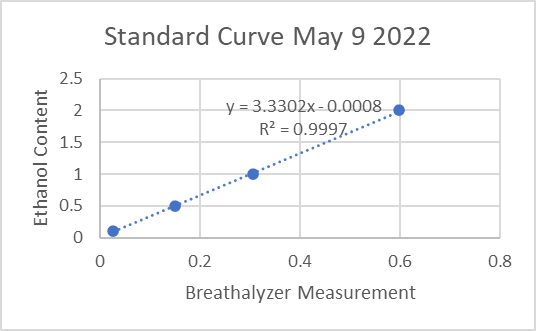 Standard Curve May 9 2022
2.5
y = 3.3302x - 0.0008
R² = 0.9997
2
1.5
1
0.5
0
Ethanol Content
0 0.2 0.4 0.6 0.8
Breathalyzer Measurement